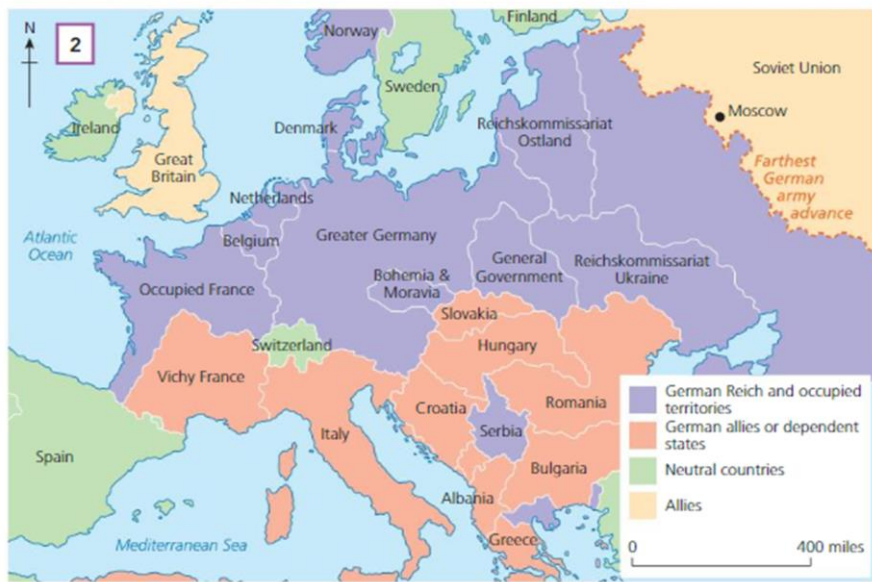 N
2
Norway
Finland
Sweden
Soviet Union
Moscow
Ireland
Great
Britain
Denmark
Reichskommissariat
Ostland
Farthest
German
army
advance
Netherlands
Atlantic
Ocean
Belgium
Greater Germany
General
Government
Reichskommissariat
Ukraine
Bohemia &
Moravia
Occupied France
Slovakia
Switzerland
Hungary
Vichy France
Croatia
Romania
Italy
Serbia
Spain
Bulgaria
Albania
Greece
Mediterranean Sea
German Reich and occupied
territories
German allies or dependent
states
Neutral countries
Allies
0 400 miles